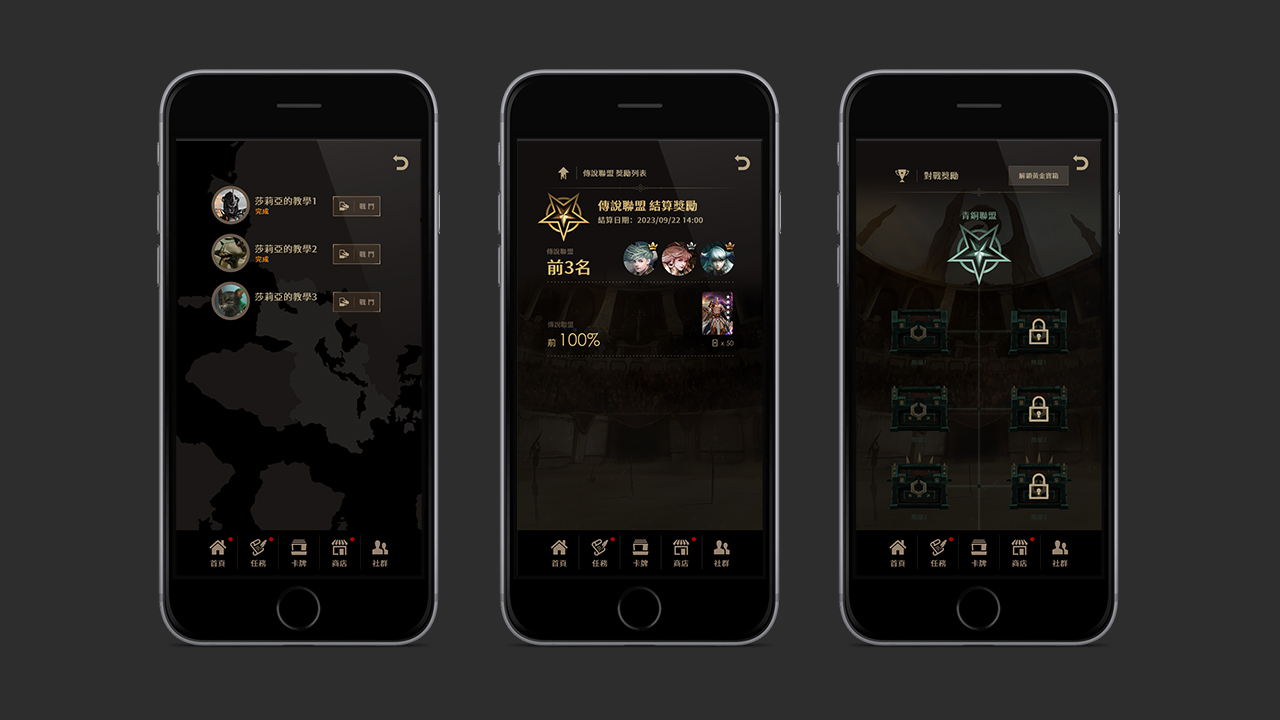 莎莉亞的教學1
完成
戰鬥
莎莉亞的教學2
完成
戰鬥
莎莉亞的教學3
戰鬥
首頁
任務
卡牌
商店
社群
傳說聯盟 獎勵列表
傳說聯盟 結算獎勵
結算日期: 2023/09/22 14:00
傳說聯盟
前3名
傳說聯盟
前 100%
x 50
首頁
任務
卡牌
商店
社群
對戰獎勵
解鎖黃金寶箱
青銅聯盟
首頁
任務
卡牌
商店
社群